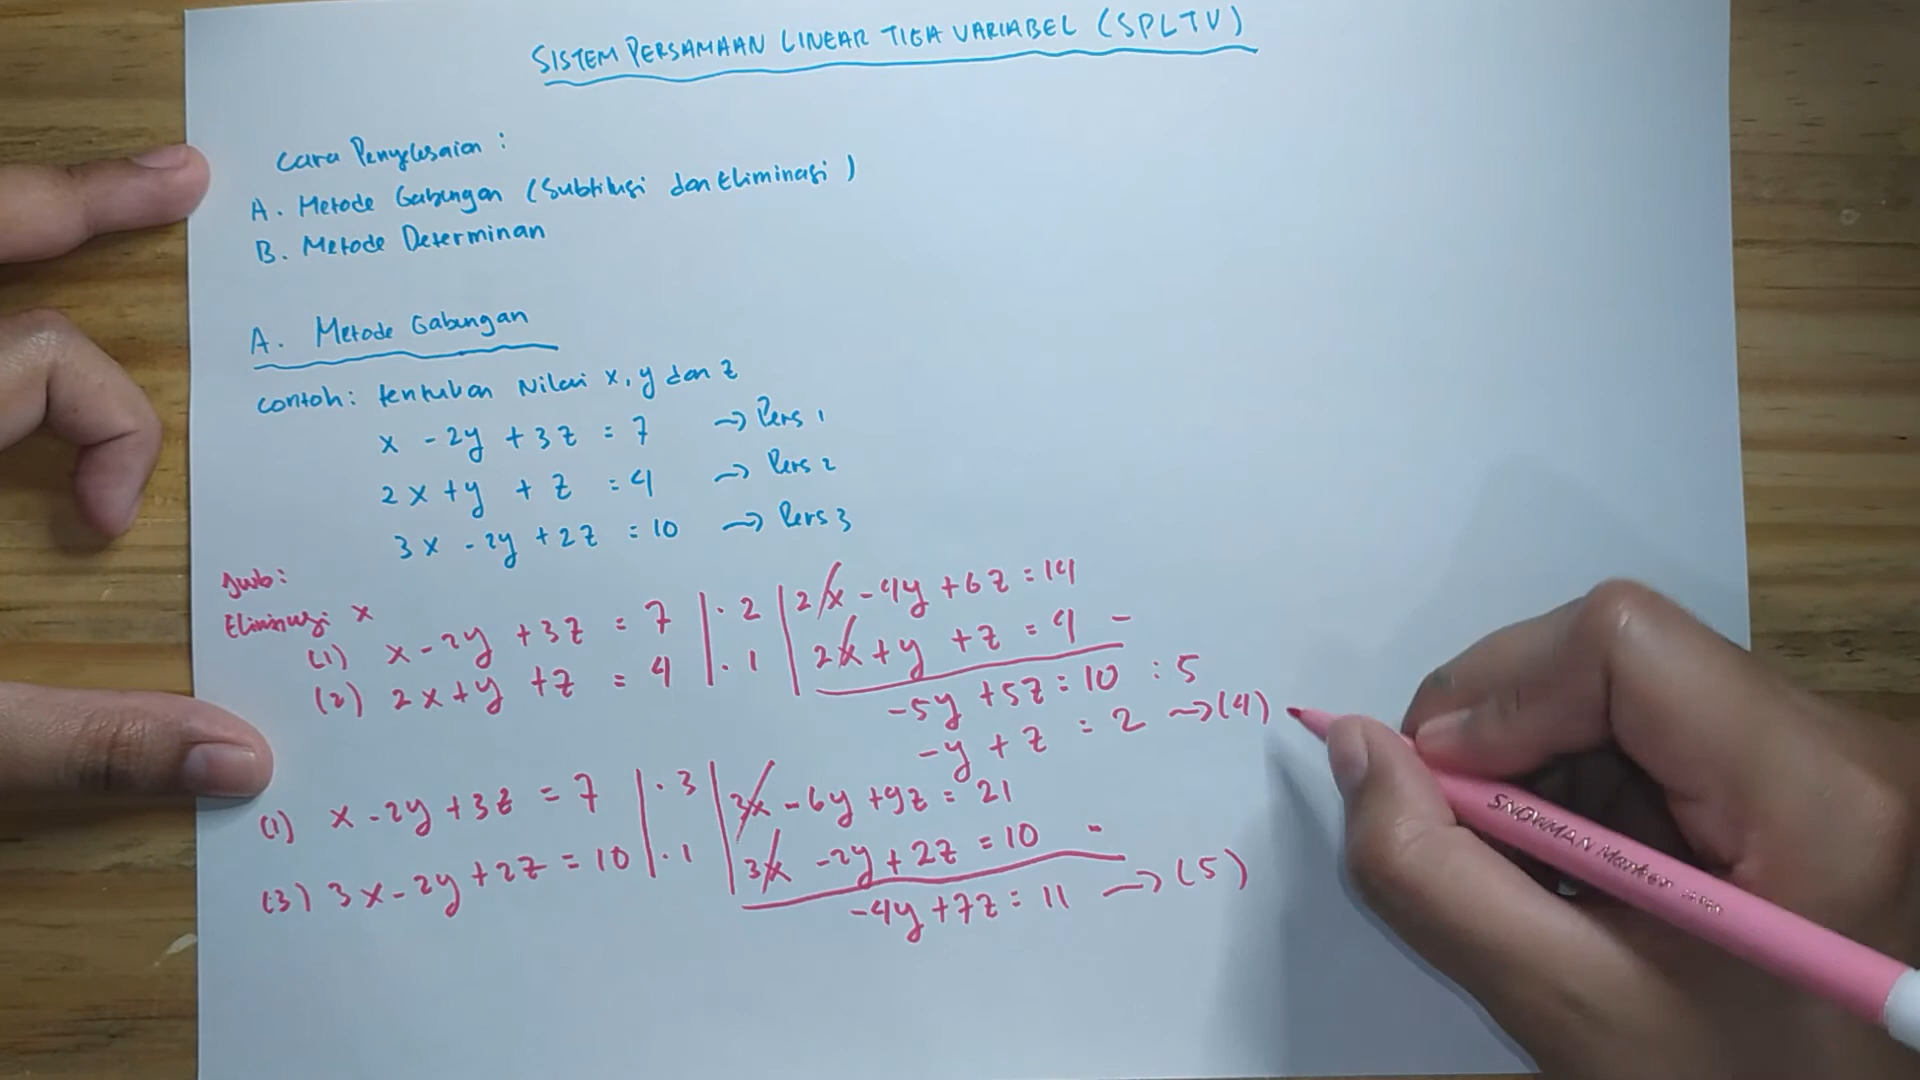 SISTEM PERSAMAAN LINEAR TIGA VARIABEL (SPLTV)
Cara Penyelesaian :
A. Metode Gabungan (Subtitusi dan Eliminasi)
B. Metode Determinan
A. Metode Gabungan
Contoh: tentukan Nilai x, y dan z
x - 2y + 3z = 7 → Pers 1
2x + y + z = 4 → Pers 2
3x - 2y + 2z = 10 → Pers 3
Jwb:
Eliminasi x
(1) x - 2y + 3z = 7 | . 2 | 2x - 4y + 6z = 14
(2) 2x + y + z = 4 | . 1 | 2x + y + z = 4 -
-5y + 5z = 10 : 5
-y + z = 2 → (4)
(1) x - 2y + 3z = 7 | . 3 | 3x - 6y + 9z = 21
(3) 3x - 2y + 2z = 10 | . 1 | 3x - 2y + 2z = 10 -
-4y + 7z = 11 → (5)
SNOWMAN